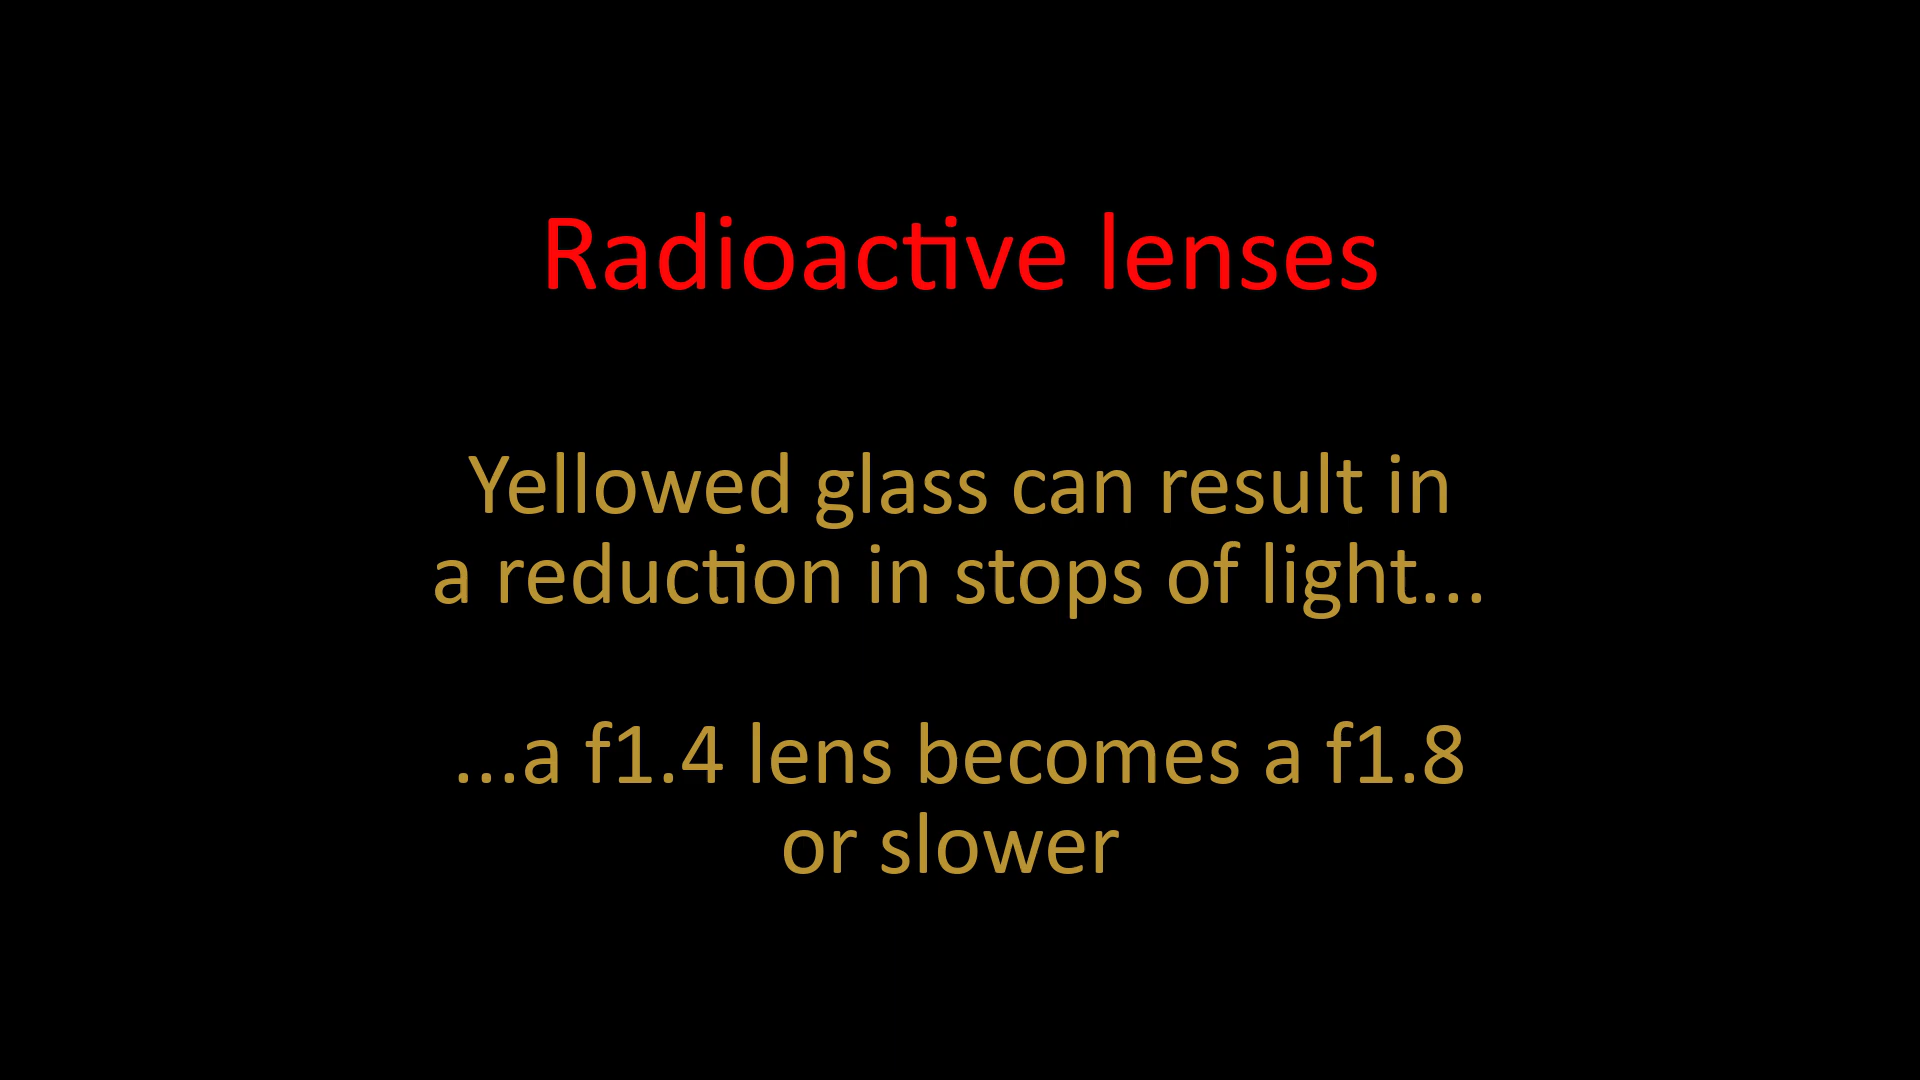 Radioactive lenses
Yellowed glass can result in
a reduction in stops of light...
...a f1.4 lens becomes a f1.8
or slower